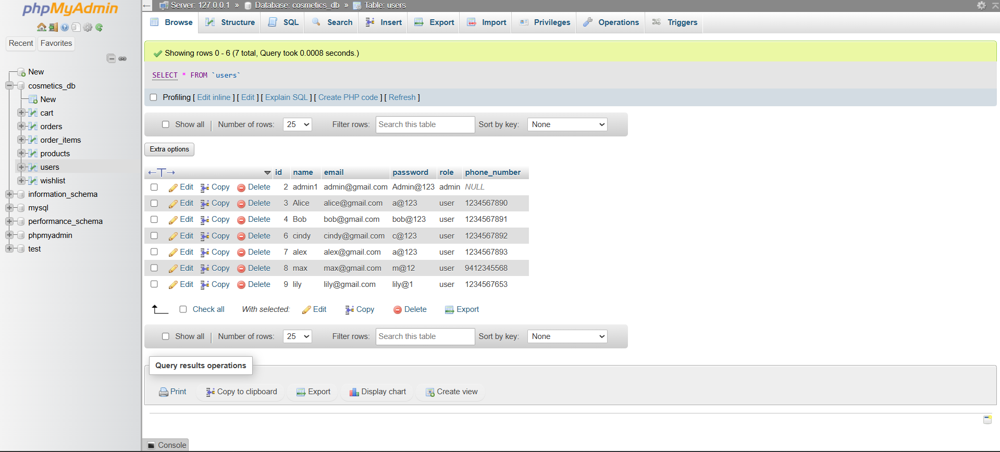 phpMyAdmin
Recent Favorites
New
cosmetics_db
New
cart
orders
order_items
products
users
wishlist
information_schema
mysql
performance_schema
phpmyadmin
test
Server: 127.0.0.1 » Database: cosmetics_db » Table: users
Browse Structure SQL Search Insert Export Import Privileges Operations Triggers
Showing rows 0 - 6 (7 total, Query took 0.0008 seconds.)
SELECT * FROM `users`
Profiling [ Edit inline ] [ Edit ] [ Explain SQL ] [ Create PHP code ] [ Refresh ]
Show all | Number of rows: 25 Filter rows: Search this table Sort by key: None
Extra options
←T→ id name email password role phone_number
Edit Copy Delete 2 admin1 admin@gmail.com Admin@123 admin NULL
Edit Copy Delete 3 Alice alice@gmail.com a@123 user 1234567890
Edit Copy Delete 4 Bob bob@gmail.com bob@123 user 1234567891
Edit Copy Delete 6 cindy cindy@gmail.com c@123 user 1234567892
Edit Copy Delete 7 alex alex@gmail.com a@123 user 1234567893
Edit Copy Delete 8 max max@gmail.com m@12 user 9412345568
Edit Copy Delete 9 lily lily@gmail.com lily@1 user 1234567653
Check all With selected: Edit Copy Delete Export
Show all | Number of rows: 25 Filter rows: Search this table Sort by key: None
Query results operations
Print Copy to clipboard Export Display chart Create view
Console